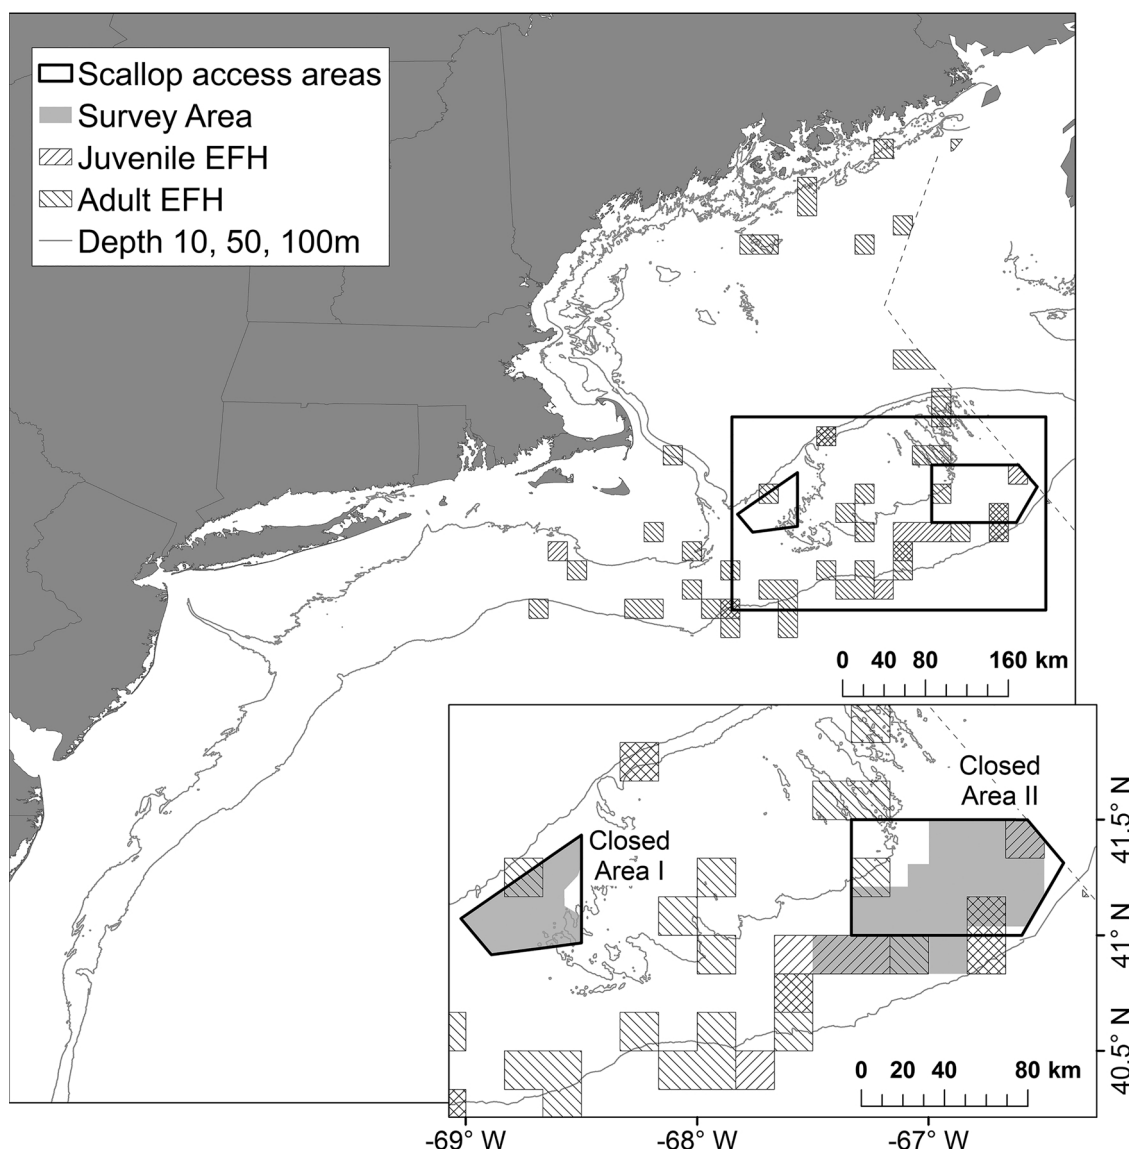 Scallop access areas
Survey Area
Juvenile EFH
Adult EFH
Depth 10, 50, 100m
0 40 80 160 km
Closed
Area II
Closed
Area I
41.5° N
41° N
40.5° N
0 20 40 80 km
-69° W -68° W -67° W